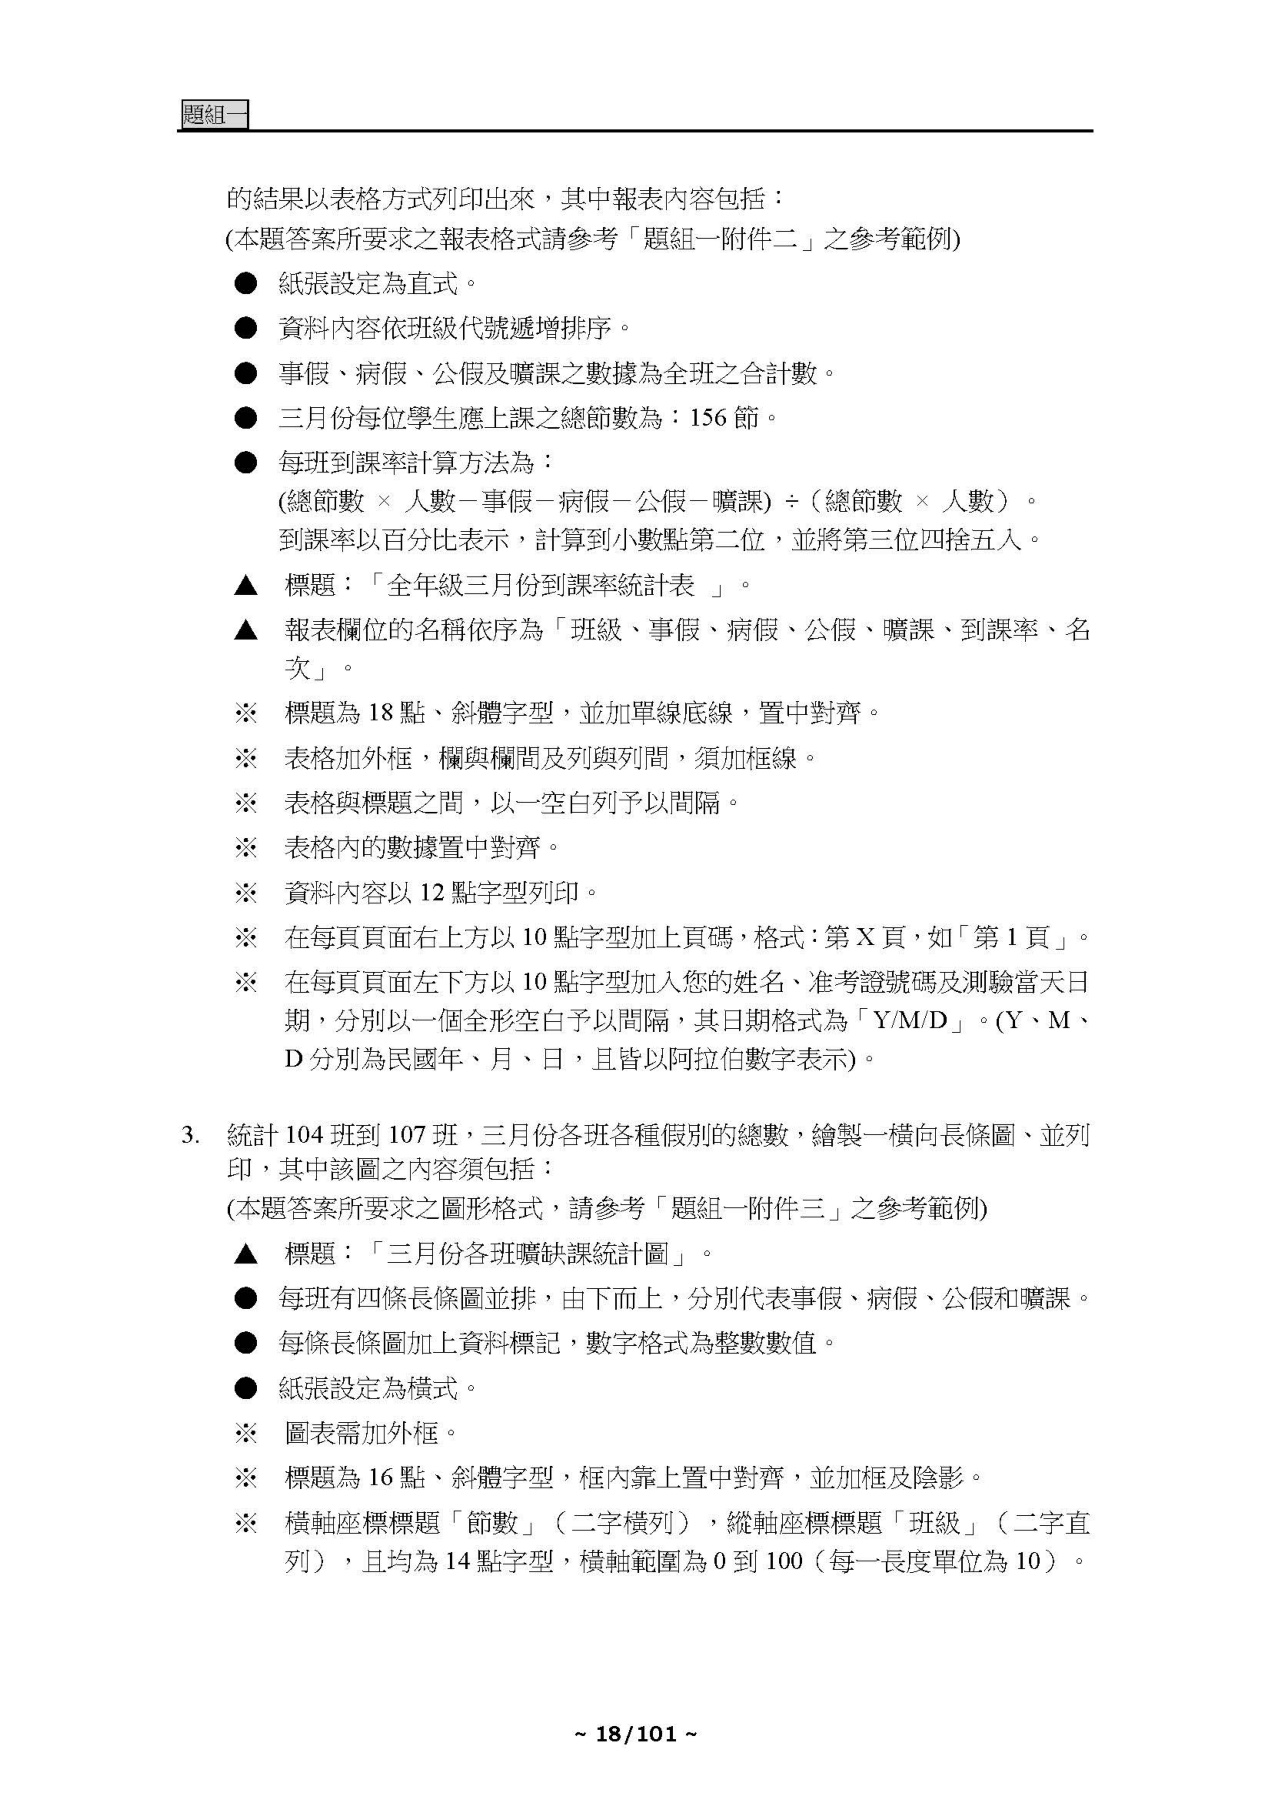 題組一
的結果以表格方式列印出來，其中報表內容包括：
(本題答案所要求之報表格式請參考「題組一附件二」之參考範例)
● 紙張設定為直式。
● 資料內容依班級代號遞增排序。
● 事假、病假、公假及曠課之數據為全班之合計數。
● 三月份每位學生應上課之總節數為：156 節。
● 每班到課率計算方法為：
(總節數 × 人數－事假－病假－公假－曠課) ÷（總節數 × 人數）。
到課率以百分比表示，計算到小數點第二位，並將第三位四捨五入。
▲ 標題：「全年級三月份到課率統計表 」。
▲ 報表欄位的名稱依序為「班級、事假、病假、公假、曠課、到課率、名
次」。
※ 標題為 18 點、斜體字型，並加單線底線，置中對齊。
※ 表格加外框，欄與欄間及列與列間，須加框線。
※ 表格與標題之間，以一空白列予以間隔。
※ 表格內的數據置中對齊。
※ 資料內容以 12 點字型列印。
※ 在每頁頁面右上方以 10 點字型加上頁碼，格式：第 X 頁，如「第 1 頁」。
※ 在每頁頁面左下方以 10 點字型加入您的姓名、准考證號碼及測驗當天日
期，分別以一個全形空白予以間隔，其日期格式為「Y/M/D」。(Y、M、
D 分別為民國年、月、日，且皆以阿拉伯數字表示)。
3. 統計 104 班到 107 班，三月份各班各種假別的總數，繪製一橫向長條圖、並列
印，其中該圖之內容須包括：
(本題答案所要求之圖形格式，請參考「題組一附件三」之參考範例)
▲ 標題：「三月份各班曠缺課統計圖」。
● 每班有四條長條圖並排，由下而上，分別代表事假、病假、公假和曠課。
● 每條長條圖加上資料標記，數字格式為整數數值。
● 紙張設定為橫式。
※ 圖表需加外框。
※ 標題為 16 點、斜體字型，框內靠上置中對齊，並加框及陰影。
※ 橫軸座標標題「節數」（二字橫列），縱軸座標標題「班級」（二字直
列），且均為 14 點字型，橫軸範圍為 0 到 100（每一長度單位為 10）。
~ 18/101 ~